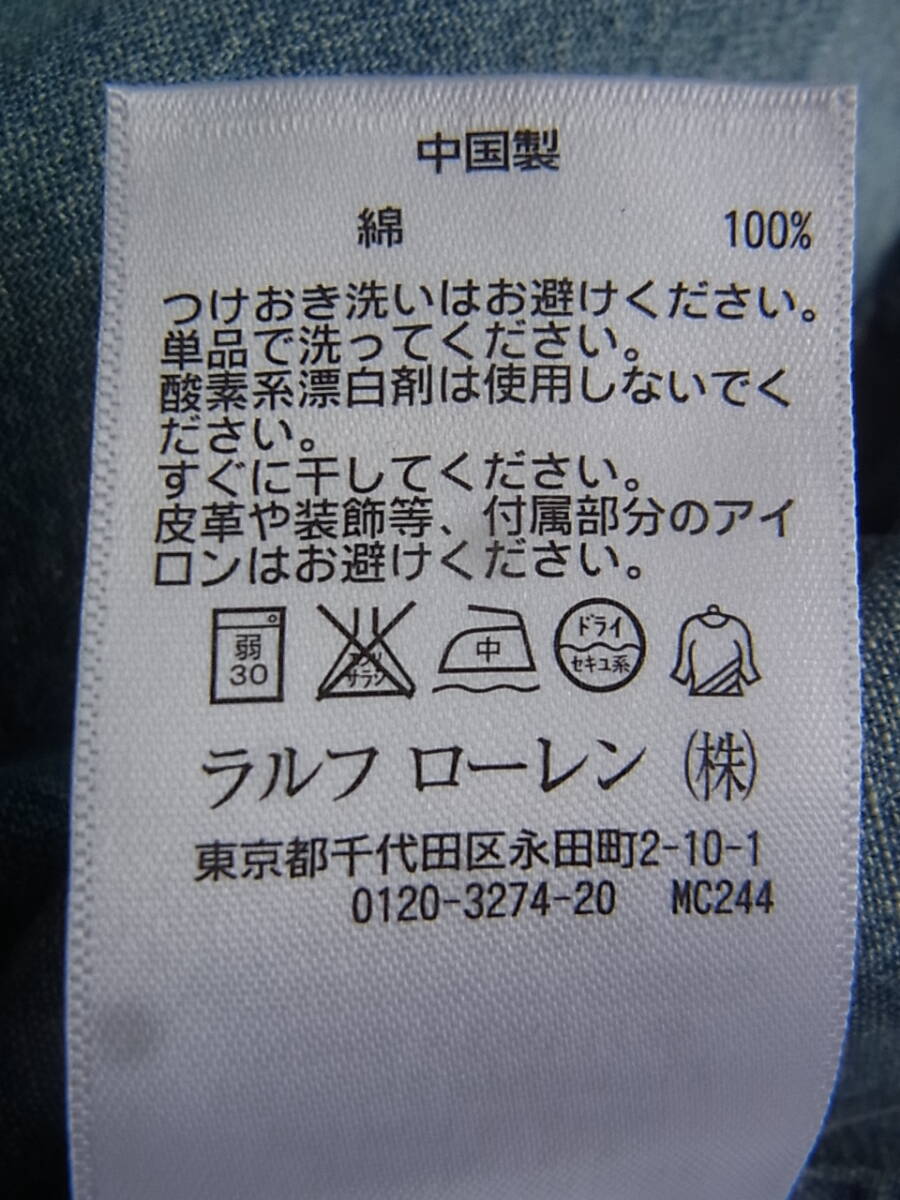 中国製
綿 100%
つけおき洗いはお避けください。
単品で洗ってください。
酸素系漂白剤は使用しないでく
ださい。
すぐに干してください。
皮革や装飾等、付属部分のアイ
ロンはお避けください。
弱 30
エンソ サラシ
中
ドライ セキユ系
ラルフ ローレン (株)
東京都千代田区永田町2-10-1
0120-3274-20 MC244